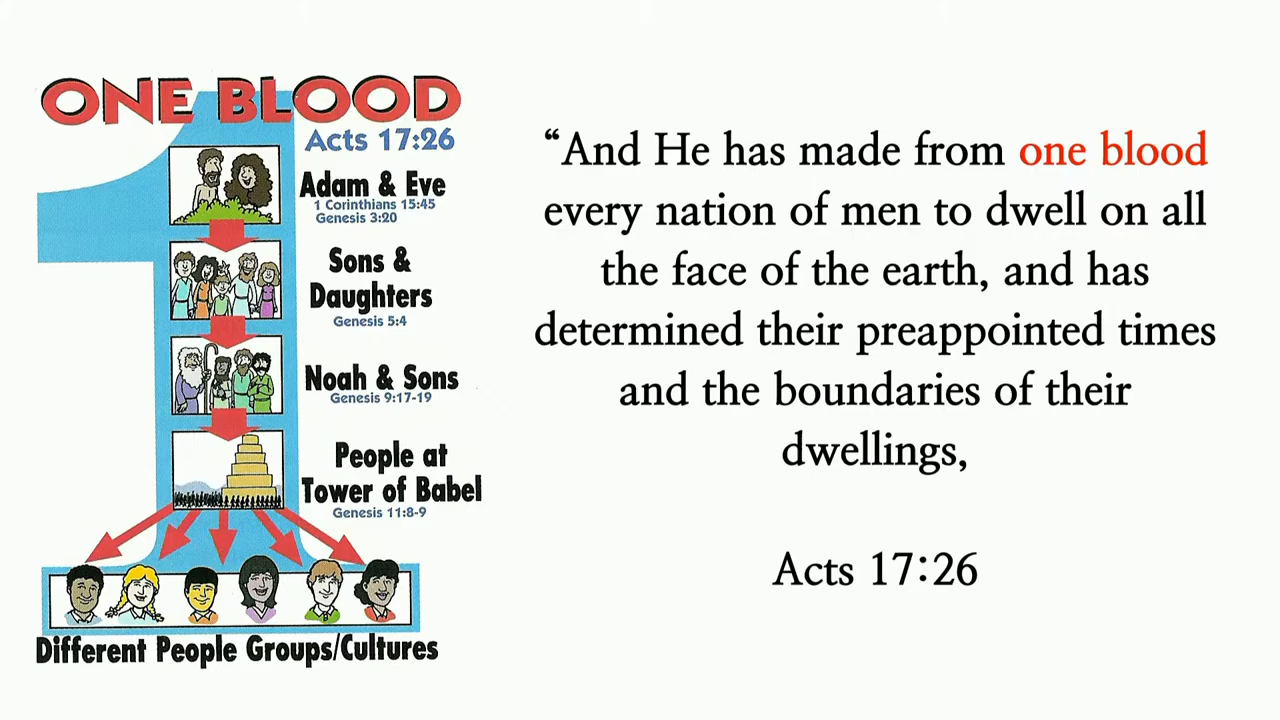 ONE BLOOD
Acts 17:26
Adam & Eve
1 Corinthians 15:45
Genesis 3:20
Sons &
Daughters
Genesis 5:4
Noah & Sons
Genesis 9:17-19
People at
Tower of Babel
Genesis 11:8-9
Different People Groups/Cultures
“And He has made from one blood
every nation of men to dwell on all
the face of the earth, and has
determined their preappointed times
and the boundaries of their
dwellings,
Acts 17:26